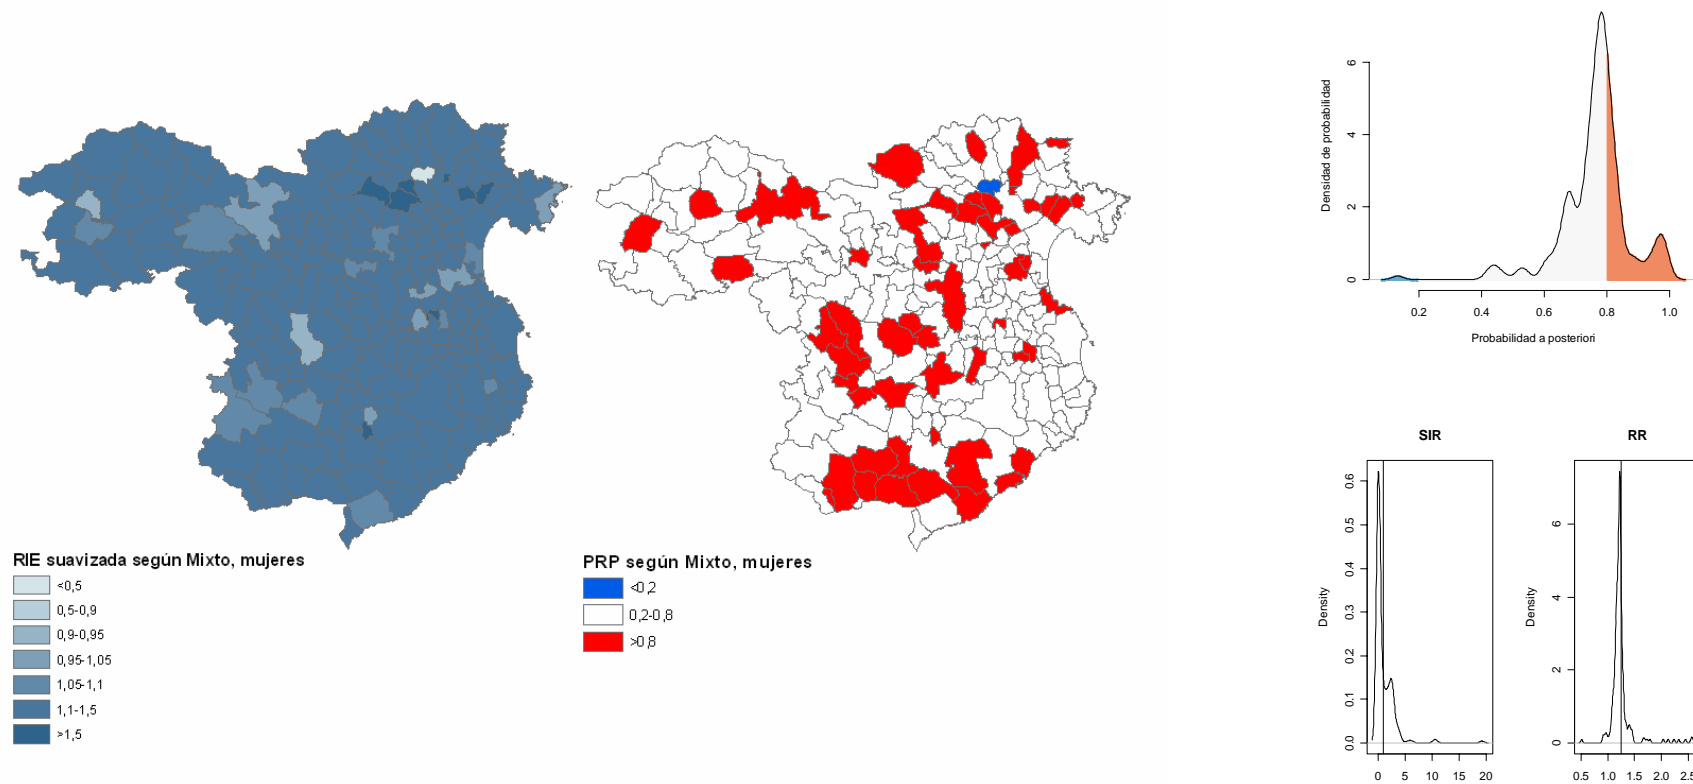 RIE suavizada según Mixto, mujeres
<0,5
0,5-0,9
0,9-0,95
0,95-1,05
1,05-1,1
1,1-1,5
>1,5
PRP según Mixto, mujeres
<0,2
0,2-0,8
>0,8
Densidad de probabilidad
6
4
2
0
0.2 0.4 0.6 0.8 1.0
Probabilidad a posteriori
SIR
Density
0.6
0.5
0.4
0.3
0.2
0.1
0.0
0 5 10 15 20
RR
Density
6
4
2
0
0.5 1.0 1.5 2.0 2.5